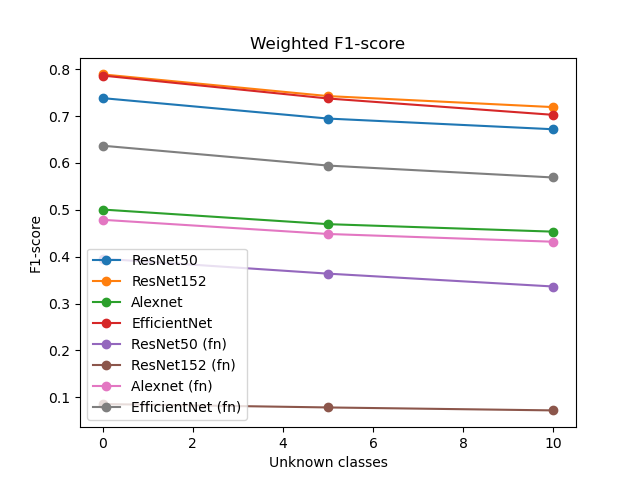 Weighted F1-score
0.8
0.7
0.6
0.5
0.4
0.3
0.2
0.1
F1-score
ResNet50
ResNet152
Alexnet
EfficientNet
ResNet50 (fn)
ResNet152 (fn)
Alexnet (fn)
EfficientNet (fn)
0 2 4 6 8 10
Unknown classes